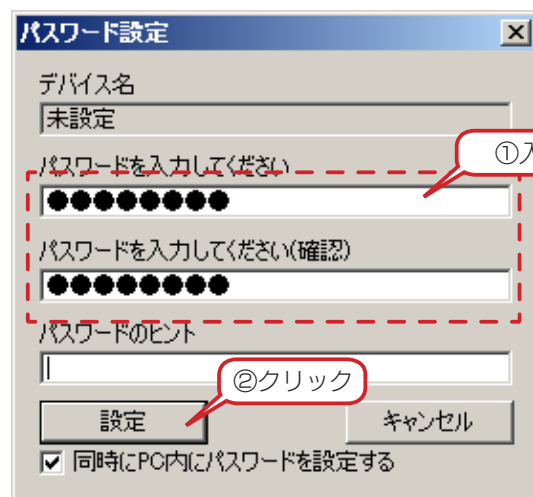 パスワード設定
デバイス名
未設定
パスワードを入力してください
①入
●●●●●●●●
パスワードを入力してください(確認)
●●●●●●●●
パスワードのヒント
②クリック
設定
キャンセル
同時にPC内にパスワードを設定する